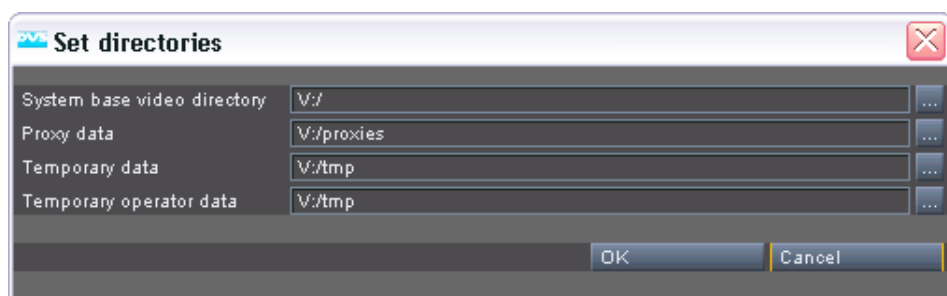 DVS Set directories
System base video directory V:/ ...
Proxy data V:/proxies ...
Temporary data V:/tmp ...
Temporary operator data V:/tmp ...
OK Cancel